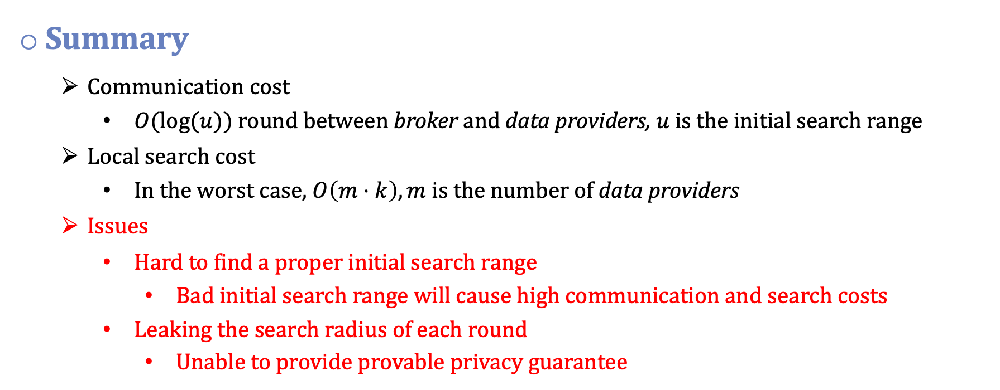 ○ Summary
➢ Communication cost
• O(log(u)) round between broker and data providers, u is the initial search range
➢ Local search cost
• In the worst case, O(m · k), m is the number of data providers
➢ Issues
• Hard to find a proper initial search range
• Bad initial search range will cause high communication and search costs
• Leaking the search radius of each round
• Unable to provide provable privacy guarantee